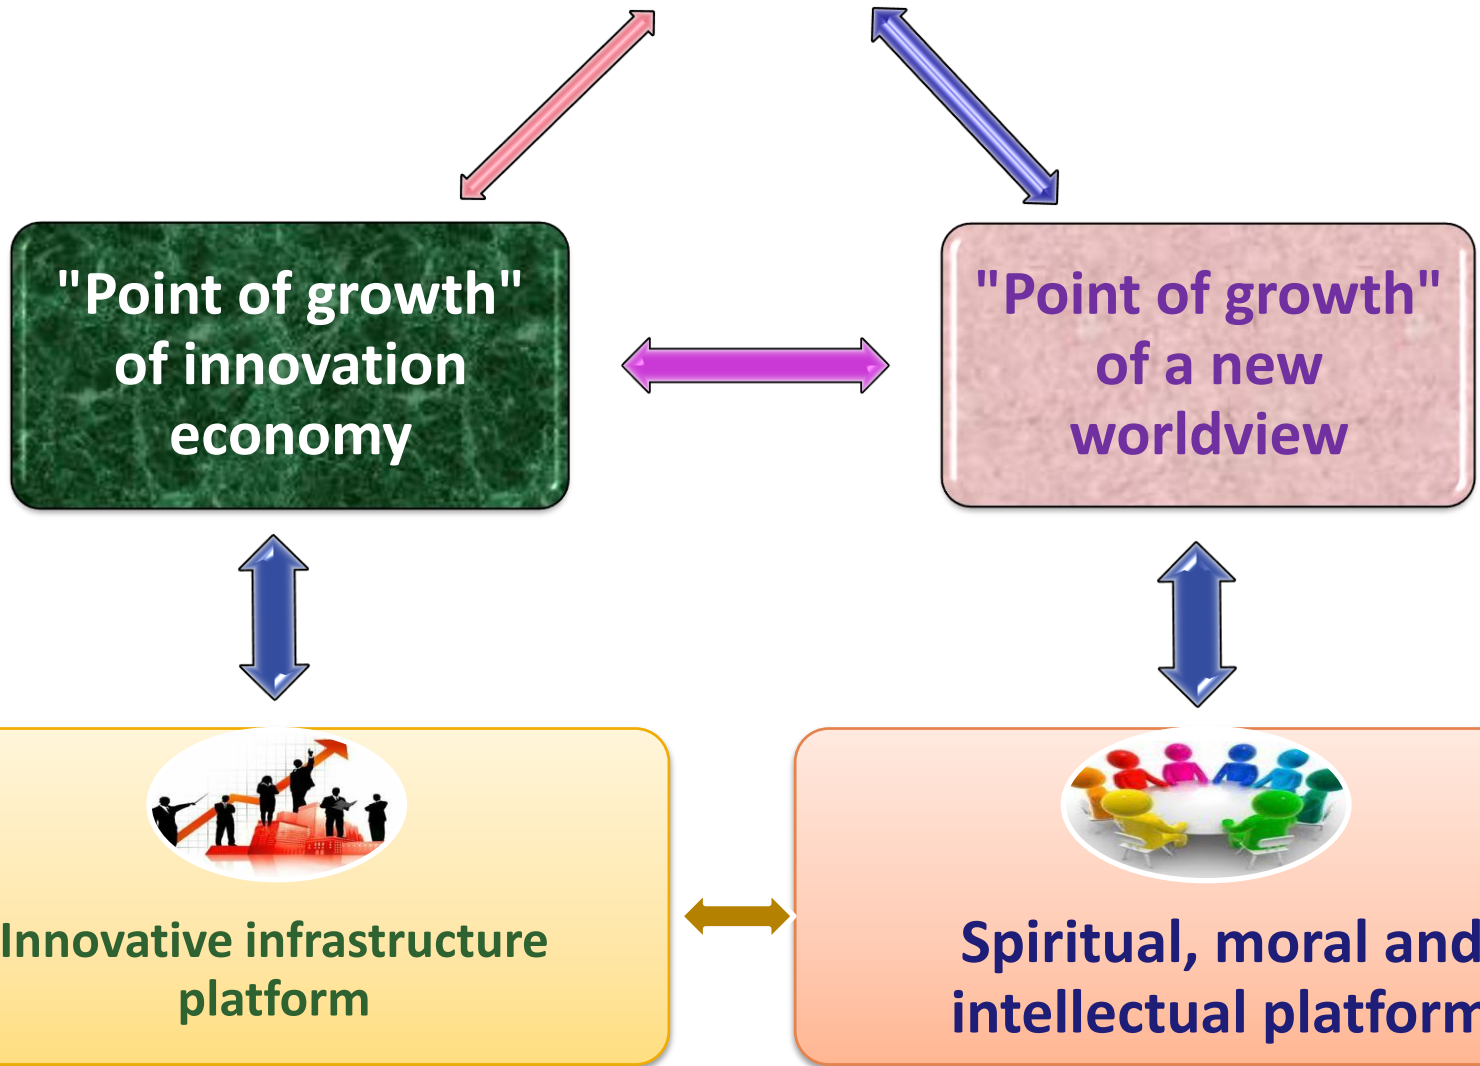 "Point of growth"
of innovation
economy
"Point of growth"
of a new
worldview
Innovative infrastructure
platform
Spiritual, moral and
intellectual platform